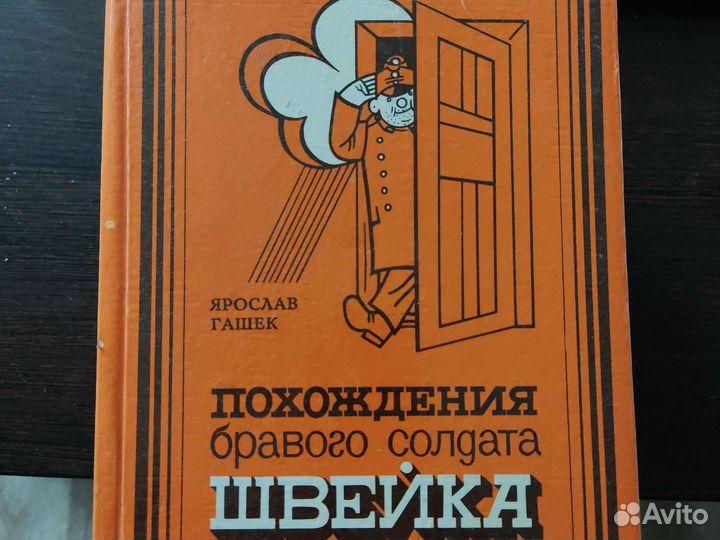 ЯРОСЛАВ
ГАШЕК
ПОХОЖДЕНИЯ
бравого солдата
ШВЕЙКА
Avito